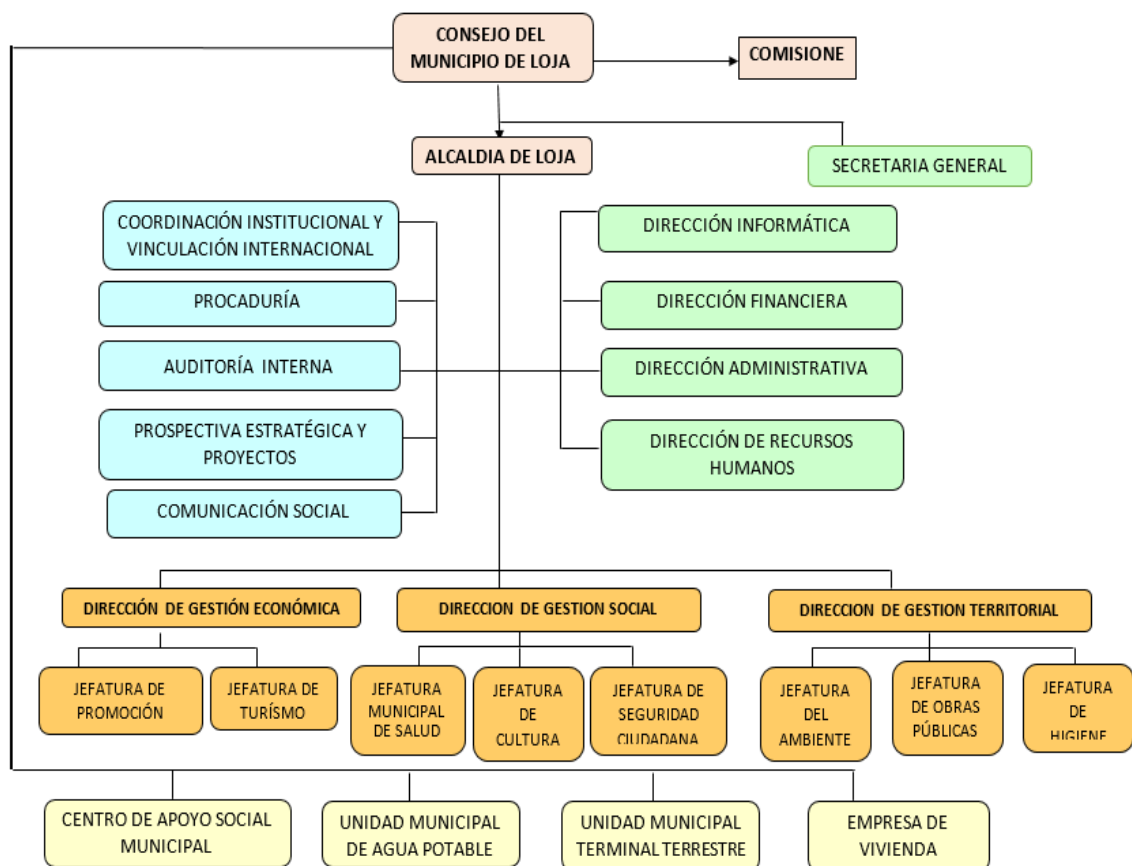 CONSEJO DEL
MUNICIPIO DE LOJA
COMISIONE
ALCALDIA DE LOJA
SECRETARIA GENERAL
COORDINACIÓN INSTITUCIONAL Y
VINCULACIÓN INTERNACIONAL
PROCADURÍA
AUDITORÍA INTERNA
PROSPECTIVA ESTRATÉGICA Y
PROYECTOS
COMUNICACIÓN SOCIAL
DIRECCIÓN INFORMÁTICA
DIRECCIÓN FINANCIERA
DIRECCIÓN ADMINISTRATIVA
DIRECCIÓN DE RECURSOS
HUMANOS
DIRECCIÓN DE GESTIÓN ECONÓMICA
DIRECCION DE GESTION SOCIAL
DIRECCION DE GESTION TERRITORIAL
JEFATURA DE
PROMOCIÓN
JEFATURA DE
TURÍSMO
JEFATURA
MUNICIPAL
DE SALUD
JEFATURA
DE
CULTURA
JEFATURA DE
SEGURIDAD
CIUDADANA
JEFATURA
DEL
AMBIENTE
JEFATURA
DE OBRAS
PÚBLICAS
JEFATURA
DE
HIGIENE
CENTRO DE APOYO SOCIAL
MUNICIPAL
UNIDAD MUNICIPAL
DE AGUA POTABLE
UNIDAD MUNICIPAL
TERMINAL TERRESTRE
EMPRESA DE
VIVIENDA